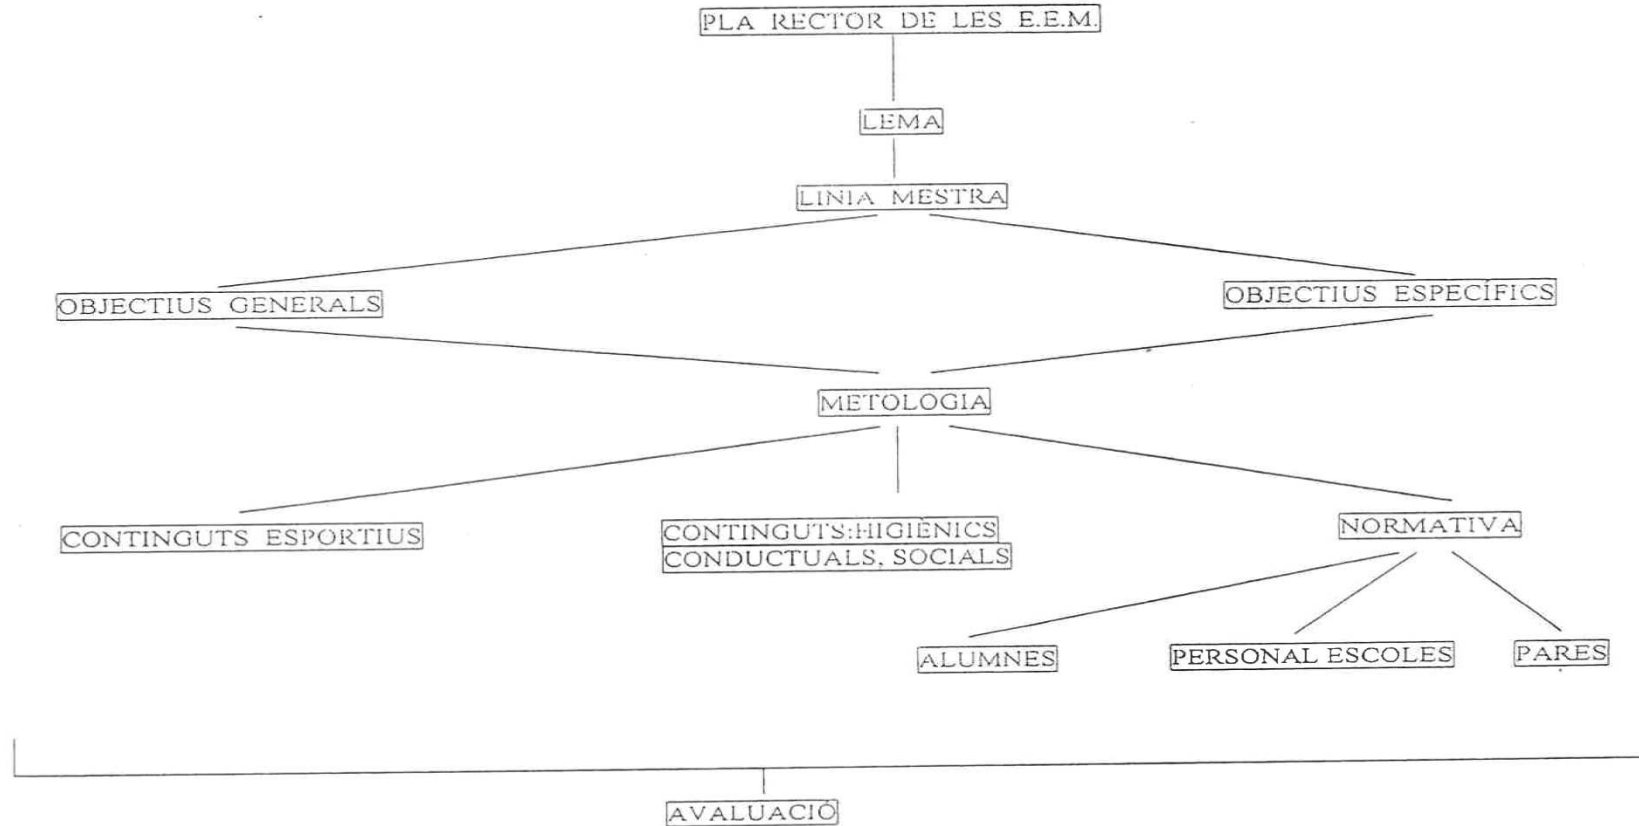 PLA RECTOR DE LES E.E.M.
LEMA
LINIA MESTRA
OBJECTIUS GENERALS
OBJECTIUS ESPECÍFICS
METOLOGIA
CONTINGUTS ESPORTIUS
CONTINGUTS:HIGIÈNICS
CONDUCTUALS, SOCIALS
NORMATIVA
ALUMNES
PERSONAL ESCOLES
PARES
AVALUACIÓ